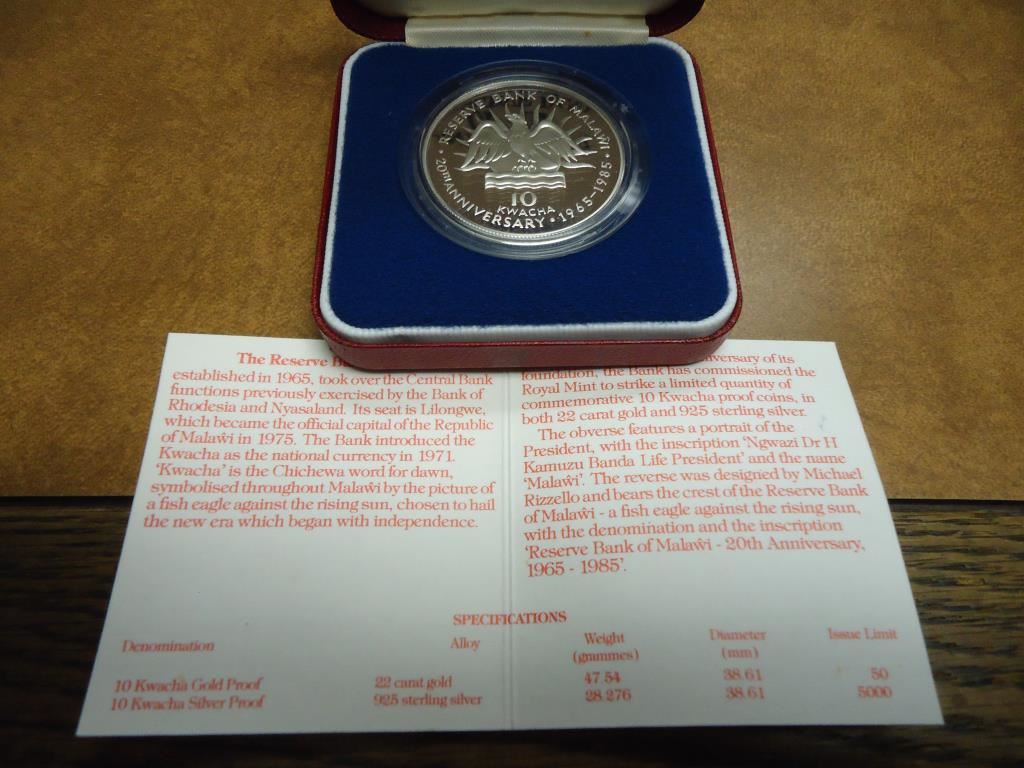 · RESERVE BANK OF MALAŴI ·
20TH ANNIVERSARY · 1965-1985
10
KWACHA
The Reserve
established in 1965, took over the Central Bank
functions previously exercised by the Bank of
Rhodesia and Nyasaland. Its seat is Lilongwe,
which became the official capital of the Republic
of Malaŵi in 1975. The Bank introduced the
Kwacha as the national currency in 1971.
'Kwacha' is the Chichewa word for dawn,
symbolised throughout Malaŵi by the picture of
a fish eagle against the rising sun, chosen to hail
the new era which began with independence.
of its
foundation, the Bank has commissioned the
Royal Mint to strike a limited quantity of
commemorative 10 Kwacha proof coins, in
both 22 carat gold and 925 sterling silver.
The obverse features a portrait of the
President, with the inscription 'Ngwazi Dr H
Kamuzu Banda Life President' and the name
'Malaŵi'. The reverse was designed by Michael
Rizzello and bears the crest of the Reserve Bank
of Malaŵi - a fish eagle against the rising sun,
with the denomination and the inscription
'Reserve Bank of Malaŵi - 20th Anniversary,
1965 - 1985'.
SPECIFICATIONS
Denomination Alloy Weight (grammes) Diameter (mm) Issue Limit
10 Kwacha Gold Proof 22 carat gold 47.54 38.61 50
10 Kwacha Silver Proof 925 sterling silver 28.276 38.61 5000